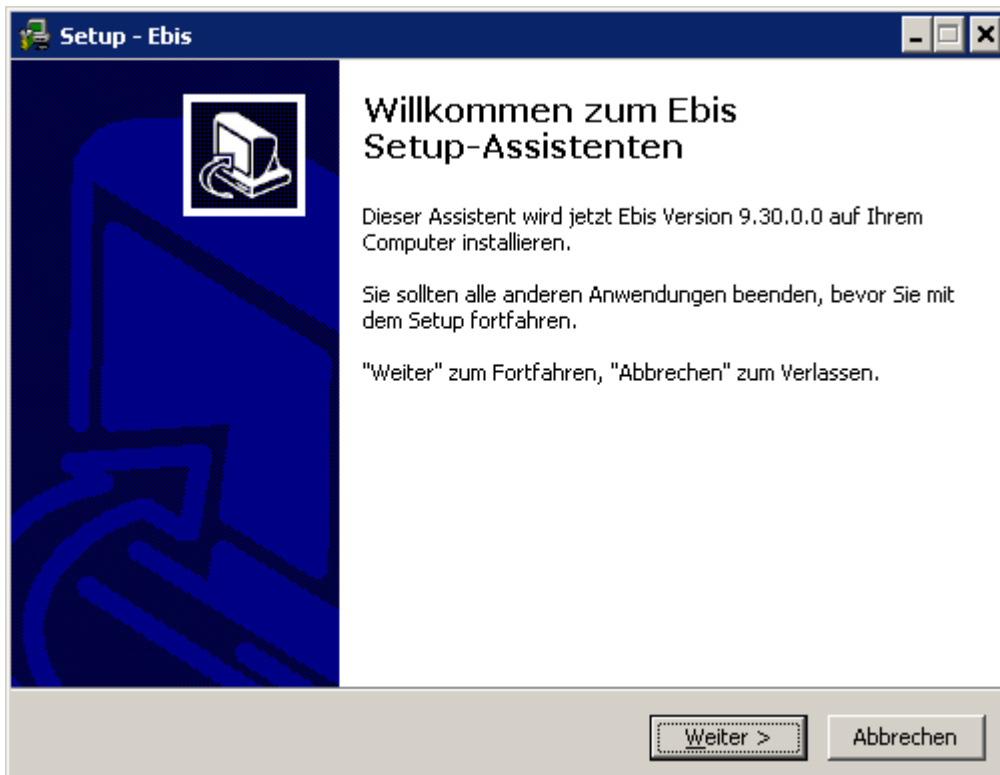 Setup - Ebis
Willkommen zum Ebis
Setup-Assistenten
Dieser Assistent wird jetzt Ebis Version 9.30.0.0 auf Ihrem
Computer installieren.
Sie sollten alle anderen Anwendungen beenden, bevor Sie mit
dem Setup fortfahren.
"Weiter" zum Fortfahren, "Abbrechen" zum Verlassen.
Weiter > Abbrechen